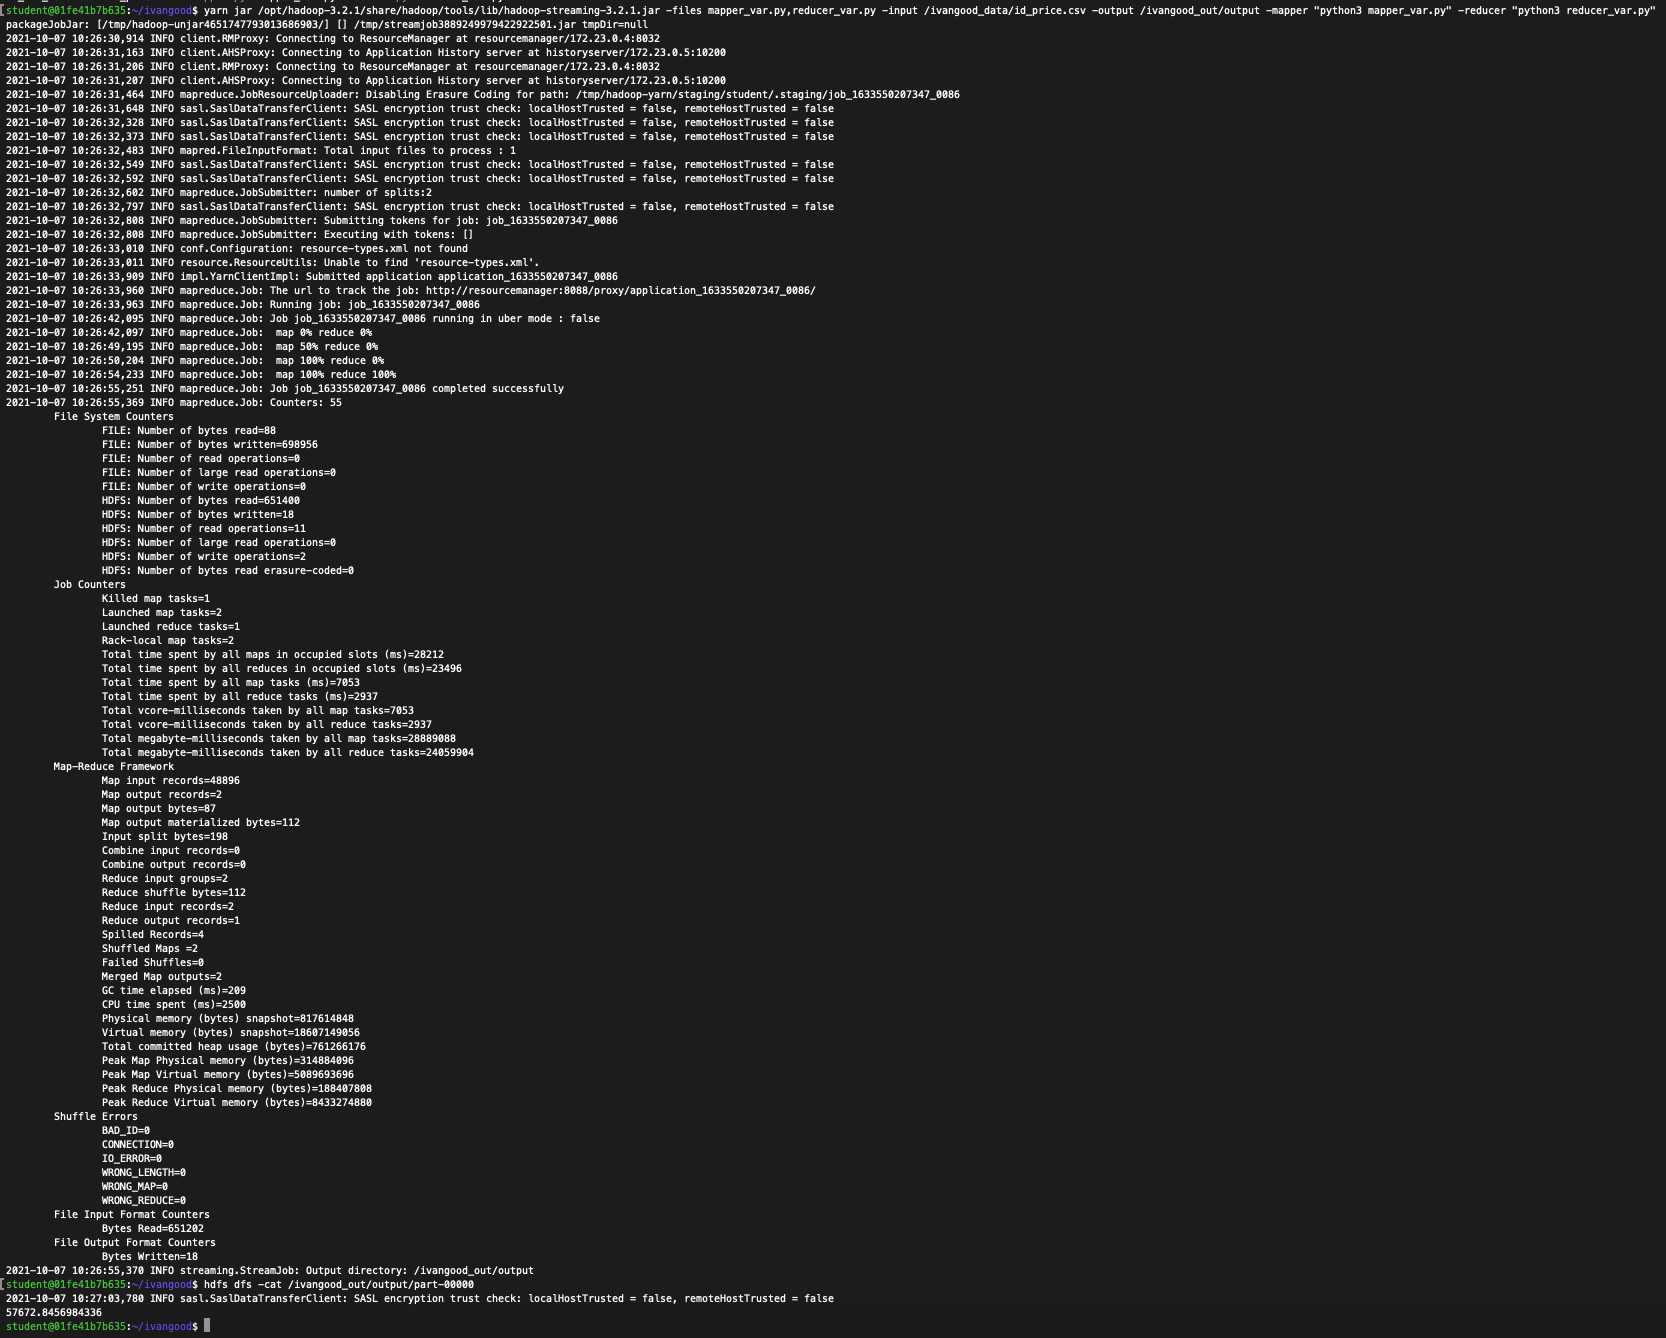 [student@01fe41b7b635:~/ivangood$ yarn jar /opt/hadoop-3.2.1/share/hadoop/tools/lib/hadoop-streaming-3.2.1.jar -files mapper_var.py,reducer_var.py -input /ivangood_data/id_price.csv -output /ivangood_out/output -mapper "python3 mapper_var.py" -reducer "python3 reducer_var.py"
packageJobJar: [/tmp/hadoop-unjar4651747793013686903/] [] /tmp/streamjob3889249979422922501.jar tmpDir=null
2021-10-07 10:26:30,914 INFO client.RMProxy: Connecting to ResourceManager at resourcemanager/172.23.0.4:8032
2021-10-07 10:26:31,163 INFO client.AHSProxy: Connecting to Application History server at historyserver/172.23.0.5:10200
2021-10-07 10:26:31,206 INFO client.RMProxy: Connecting to ResourceManager at resourcemanager/172.23.0.4:8032
2021-10-07 10:26:31,207 INFO client.AHSProxy: Connecting to Application History server at historyserver/172.23.0.5:10200
2021-10-07 10:26:31,464 INFO mapreduce.JobResourceUploader: Disabling Erasure Coding for path: /tmp/hadoop-yarn/staging/student/.staging/job_1633550207347_0086
2021-10-07 10:26:31,648 INFO sasl.SaslDataTransferClient: SASL encryption trust check: localHostTrusted = false, remoteHostTrusted = false
2021-10-07 10:26:32,328 INFO sasl.SaslDataTransferClient: SASL encryption trust check: localHostTrusted = false, remoteHostTrusted = false
2021-10-07 10:26:32,373 INFO sasl.SaslDataTransferClient: SASL encryption trust check: localHostTrusted = false, remoteHostTrusted = false
2021-10-07 10:26:32,483 INFO mapred.FileInputFormat: Total input files to process : 1
2021-10-07 10:26:32,549 INFO sasl.SaslDataTransferClient: SASL encryption trust check: localHostTrusted = false, remoteHostTrusted = false
2021-10-07 10:26:32,592 INFO sasl.SaslDataTransferClient: SASL encryption trust check: localHostTrusted = false, remoteHostTrusted = false
2021-10-07 10:26:32,602 INFO mapreduce.JobSubmitter: number of splits:2
2021-10-07 10:26:32,797 INFO sasl.SaslDataTransferClient: SASL encryption trust check: localHostTrusted = false, remoteHostTrusted = false
2021-10-07 10:26:32,808 INFO mapreduce.JobSubmitter: Submitting tokens for job: job_1633550207347_0086
2021-10-07 10:26:32,808 INFO mapreduce.JobSubmitter: Executing with tokens: []
2021-10-07 10:26:33,010 INFO conf.Configuration: resource-types.xml not found
2021-10-07 10:26:33,011 INFO resource.ResourceUtils: Unable to find 'resource-types.xml'.
2021-10-07 10:26:33,909 INFO impl.YarnClientImpl: Submitted application application_1633550207347_0086
2021-10-07 10:26:33,960 INFO mapreduce.Job: The url to track the job: http://resourcemanager:8088/proxy/application_1633550207347_0086/
2021-10-07 10:26:33,963 INFO mapreduce.Job: Running job: job_1633550207347_0086
2021-10-07 10:26:42,095 INFO mapreduce.Job: Job job_1633550207347_0086 running in uber mode : false
2021-10-07 10:26:42,097 INFO mapreduce.Job:  map 0% reduce 0%
2021-10-07 10:26:49,195 INFO mapreduce.Job:  map 50% reduce 0%
2021-10-07 10:26:50,204 INFO mapreduce.Job:  map 100% reduce 0%
2021-10-07 10:26:54,233 INFO mapreduce.Job:  map 100% reduce 100%
2021-10-07 10:26:55,251 INFO mapreduce.Job: Job job_1633550207347_0086 completed successfully
2021-10-07 10:26:55,369 INFO mapreduce.Job: Counters: 55
File System Counters
FILE: Number of bytes read=88
FILE: Number of bytes written=698956
FILE: Number of read operations=0
FILE: Number of large read operations=0
FILE: Number of write operations=0
HDFS: Number of bytes read=651400
HDFS: Number of bytes written=18
HDFS: Number of read operations=11
HDFS: Number of large read operations=0
HDFS: Number of write operations=2
HDFS: Number of bytes read erasure-coded=0
Job Counters
Killed map tasks=1
Launched map tasks=2
Launched reduce tasks=1
Rack-local map tasks=2
Total time spent by all maps in occupied slots (ms)=28212
Total time spent by all reduces in occupied slots (ms)=23496
Total time spent by all map tasks (ms)=7053
Total time spent by all reduce tasks (ms)=2937
Total vcore-milliseconds taken by all map tasks=7053
Total vcore-milliseconds taken by all reduce tasks=2937
Total megabyte-milliseconds taken by all map tasks=28889088
Total megabyte-milliseconds taken by all reduce tasks=24059904
Map-Reduce Framework
Map input records=48896
Map output records=2
Map output bytes=87
Map output materialized bytes=112
Input split bytes=198
Combine input records=0
Combine output records=0
Reduce input groups=2
Reduce shuffle bytes=112
Reduce input records=2
Reduce output records=1
Spilled Records=4
Shuffled Maps =2
Failed Shuffles=0
Merged Map outputs=2
GC time elapsed (ms)=209
CPU time spent (ms)=2500
Physical memory (bytes) snapshot=817614848
Virtual memory (bytes) snapshot=18607149056
Total committed heap usage (bytes)=761266176
Peak Map Physical memory (bytes)=314884096
Peak Map Virtual memory (bytes)=5089693696
Peak Reduce Physical memory (bytes)=188407808
Peak Reduce Virtual memory (bytes)=8433274880
Shuffle Errors
BAD_ID=0
CONNECTION=0
IO_ERROR=0
WRONG_LENGTH=0
WRONG_MAP=0
WRONG_REDUCE=0
File Input Format Counters
Bytes Read=651202
File Output Format Counters
Bytes Written=18
2021-10-07 10:26:55,370 INFO streaming.StreamJob: Output directory: /ivangood_out/output
[student@01fe41b7b635:~/ivangood$ hdfs dfs -cat /ivangood_out/output/part-00000
2021-10-07 10:27:03,780 INFO sasl.SaslDataTransferClient: SASL encryption trust check: localHostTrusted = false, remoteHostTrusted = false
57672.8456984336
student@01fe41b7b635:~/ivangood$